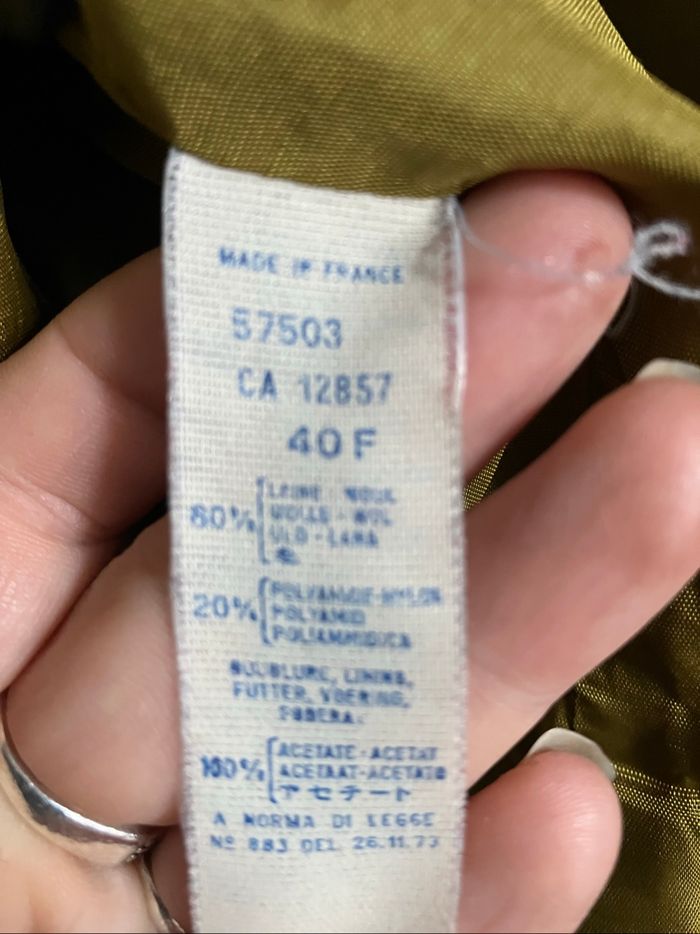 MADE IN FRANCE
57503
CA 12857
40 F
80% LAINE - WOOL
WOLLE - WOL
ULD - LANA
毛
20% POLYAMIDE-NYLON
POLYAMID
POLIAMMIDICA
DOUBLURE, LINING,
FUTTER, VOERING,
FODERA.
100% ACETATE-ACETAT
ACETAAT-ACETATO
アセテート
A NORMA DI LEGGE
Nº 883 DEL 26.11.73